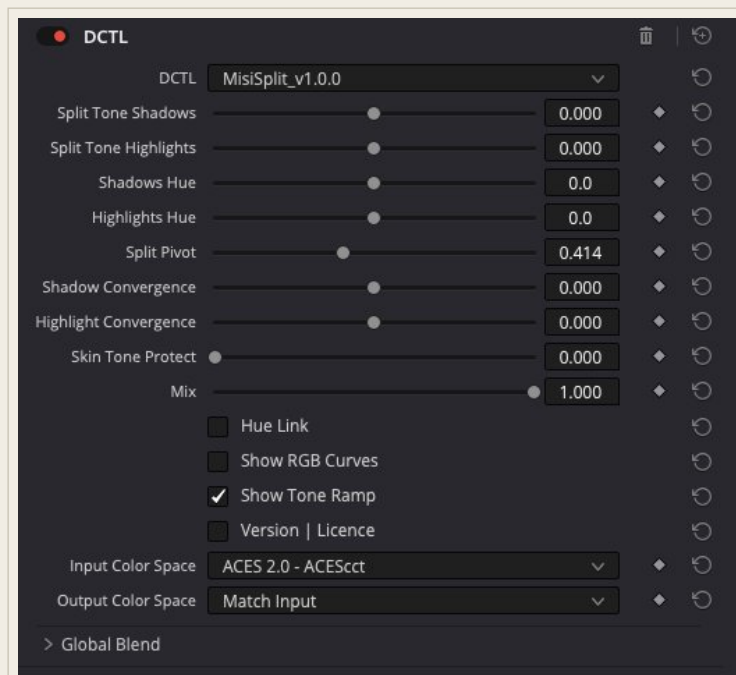 DCTL
DCTL MisiSplit_v1.0.0
Split Tone Shadows 0.000
Split Tone Highlights 0.000
Shadows Hue 0.0
Highlights Hue 0.0
Split Pivot 0.414
Shadow Convergence 0.000
Highlight Convergence 0.000
Skin Tone Protect 0.000
Mix 1.000
Hue Link
Show RGB Curves
Show Tone Ramp
Version | Licence
Input Color Space ACES 2.0 - ACEScct
Output Color Space Match Input
Global Blend